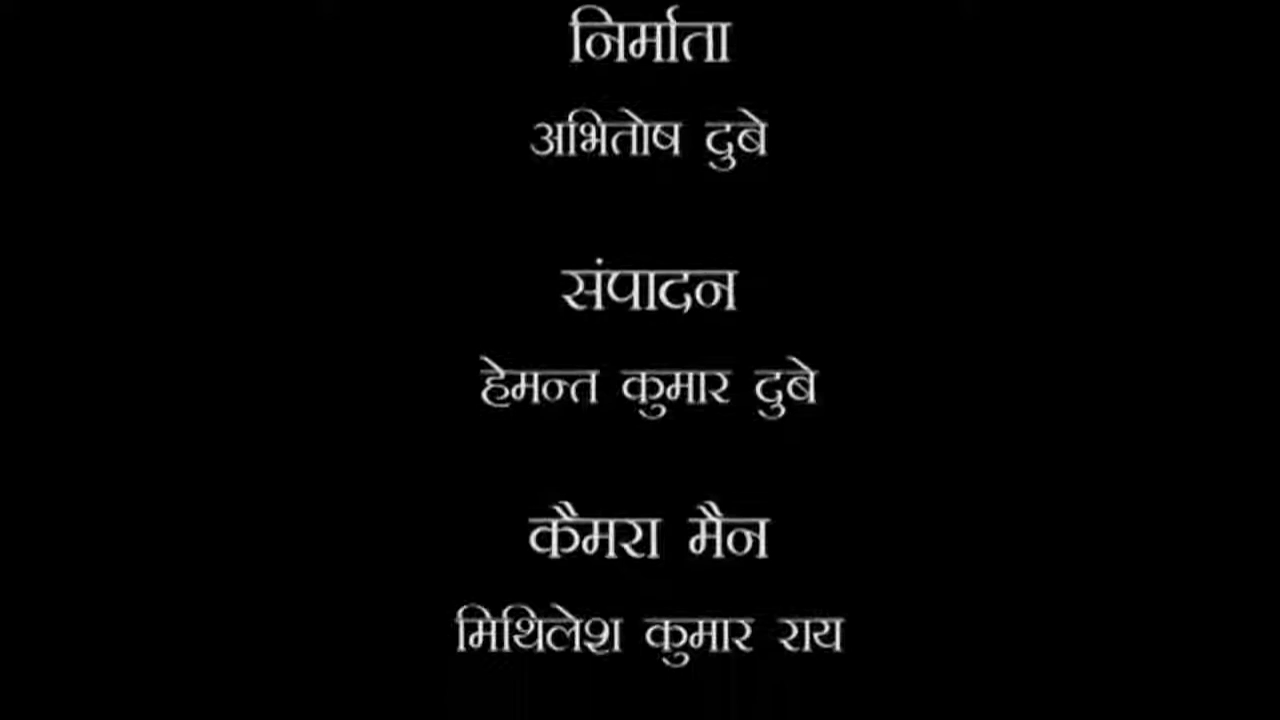 निर्माता
अभितोष दुबे
संपादन
हेमन्त कुमार दुबे
कैमरा मैन
मिथिलेश कुमार राय